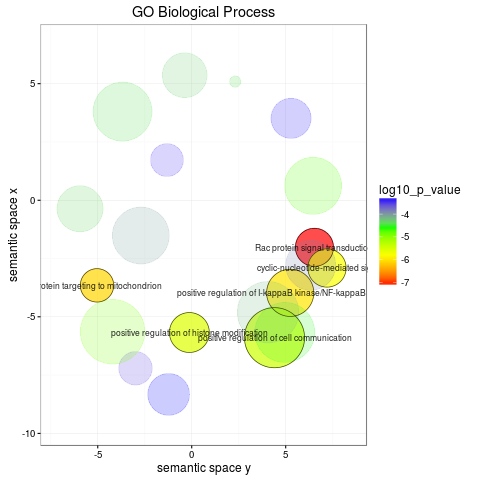 GO Biological Process
semantic space x
5
0
-5
-10
Rac protein signal transductio
cyclic-nucleotide-mediated si
otein targeting to mitochondrion
positive regulation of I-kappaB kinase/NF-kappaB
positive regulation of histone modification
positive regulation of cell communication
-5
0
5
semantic space y
log10_p_value
-4
-5
-6
-7